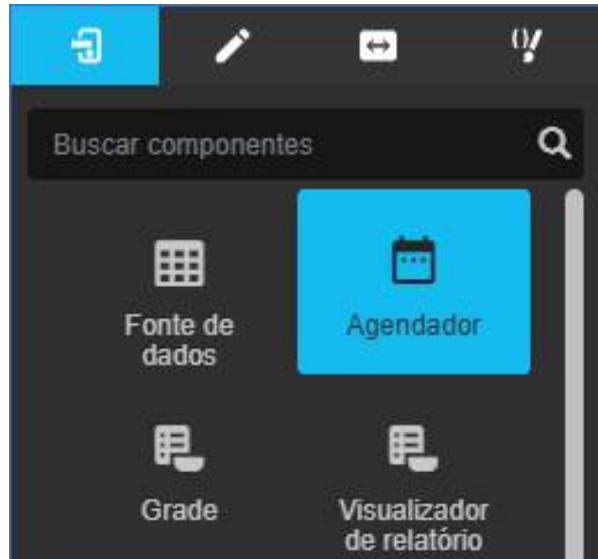 Buscar componentes
Fonte de
dados
Agendador
Grade
Visualizador
de relatório